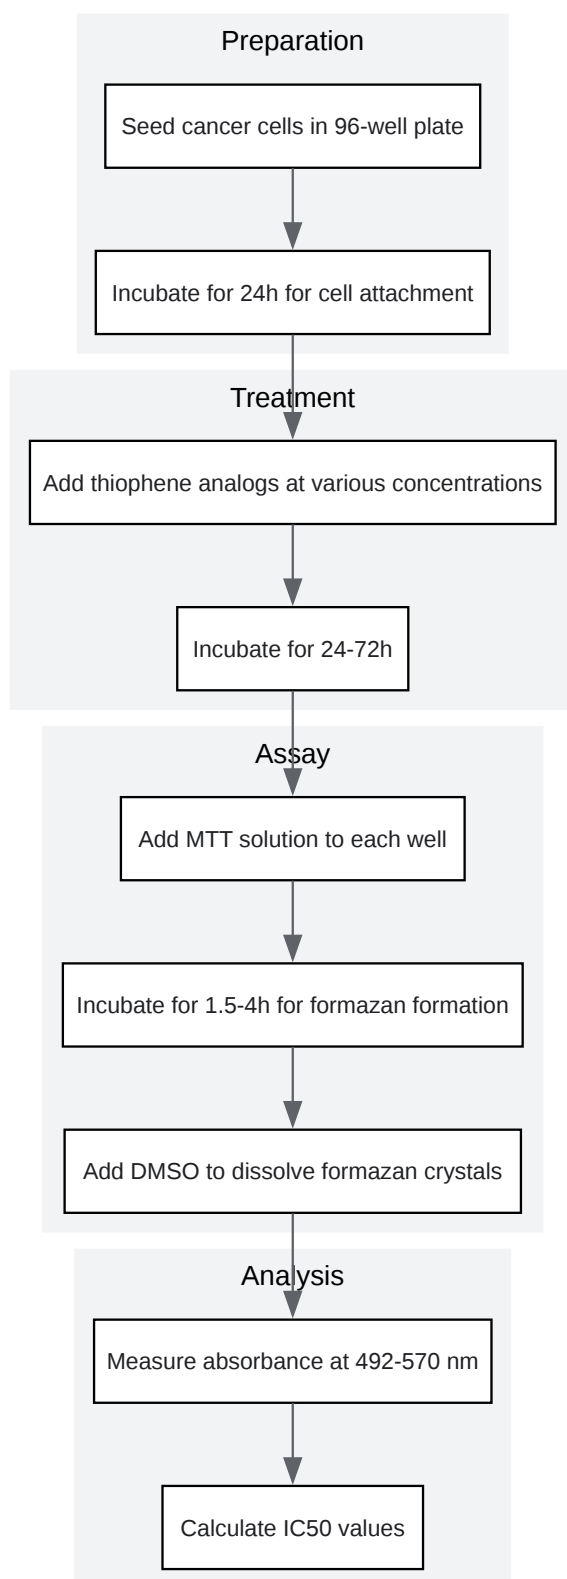 Preparation
Seed cancer cells in 96-well plate
Incubate for 24h for cell attachment
Treatment
Add thiophene analogs at various concentrations
Incubate for 24-72h
Assay
Add MTT solution to each well
Incubate for 1.5-4h for formazan formation
Add DMSO to dissolve formazan crystals
Analysis
Measure absorbance at 492-570 nm
Calculate IC50 values